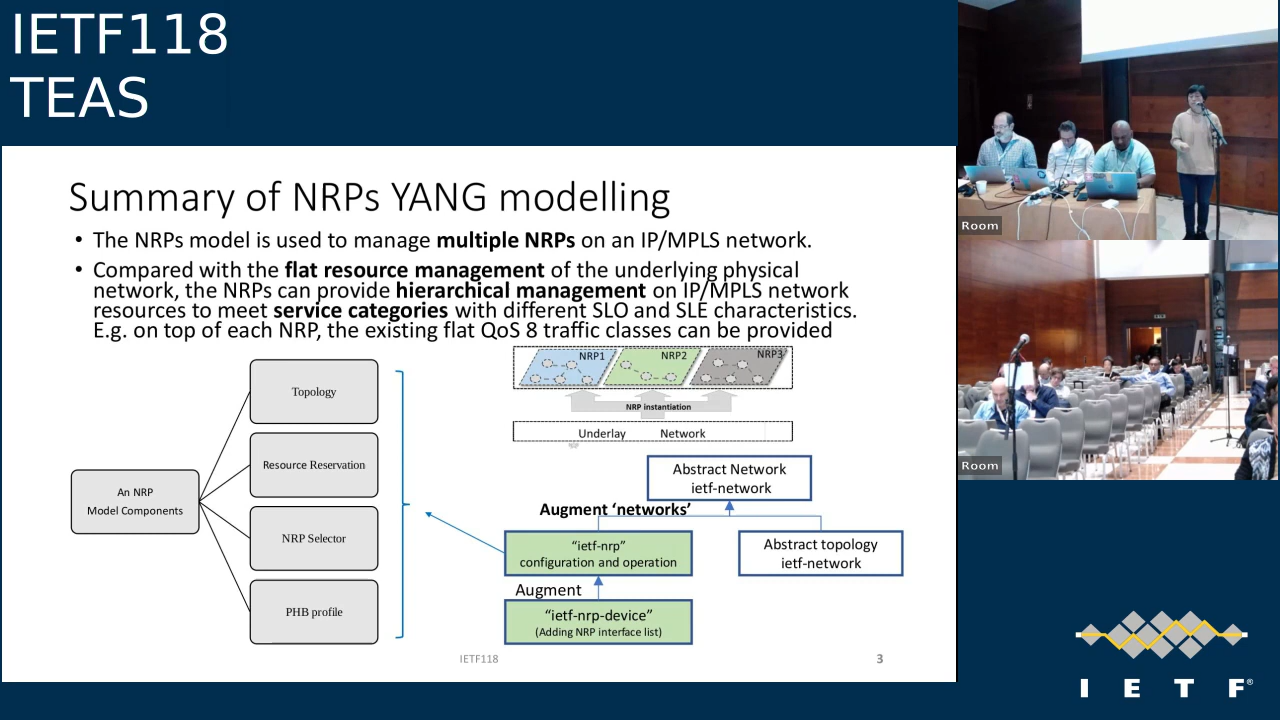 IETF118
TEAS
Summary of NRPs YANG modelling
• The NRPs model is used to manage multiple NRPs on an IP/MPLS network.
• Compared with the flat resource management of the underlying physical
network, the NRPs can provide hierarchical management on IP/MPLS network
resources to meet service categories with different SLO and SLE characteristics.
E.g. on top of each NRP, the existing flat QoS 8 traffic classes can be provided
An NRP
Model Components
Topology
Resource Reservation
NRP Selector
PHB profile
NRP1
NRP2
NRP3
NRP instantiation
Underlay Network
Abstract Network
ietf-network
Augment ‘networks’
“ietf-nrp”
configuration and operation
Abstract topology
ietf-network
Augment
“ietf-nrp-device”
(Adding NRP interface list)
IETF118
3
Room
Room
I E T F®